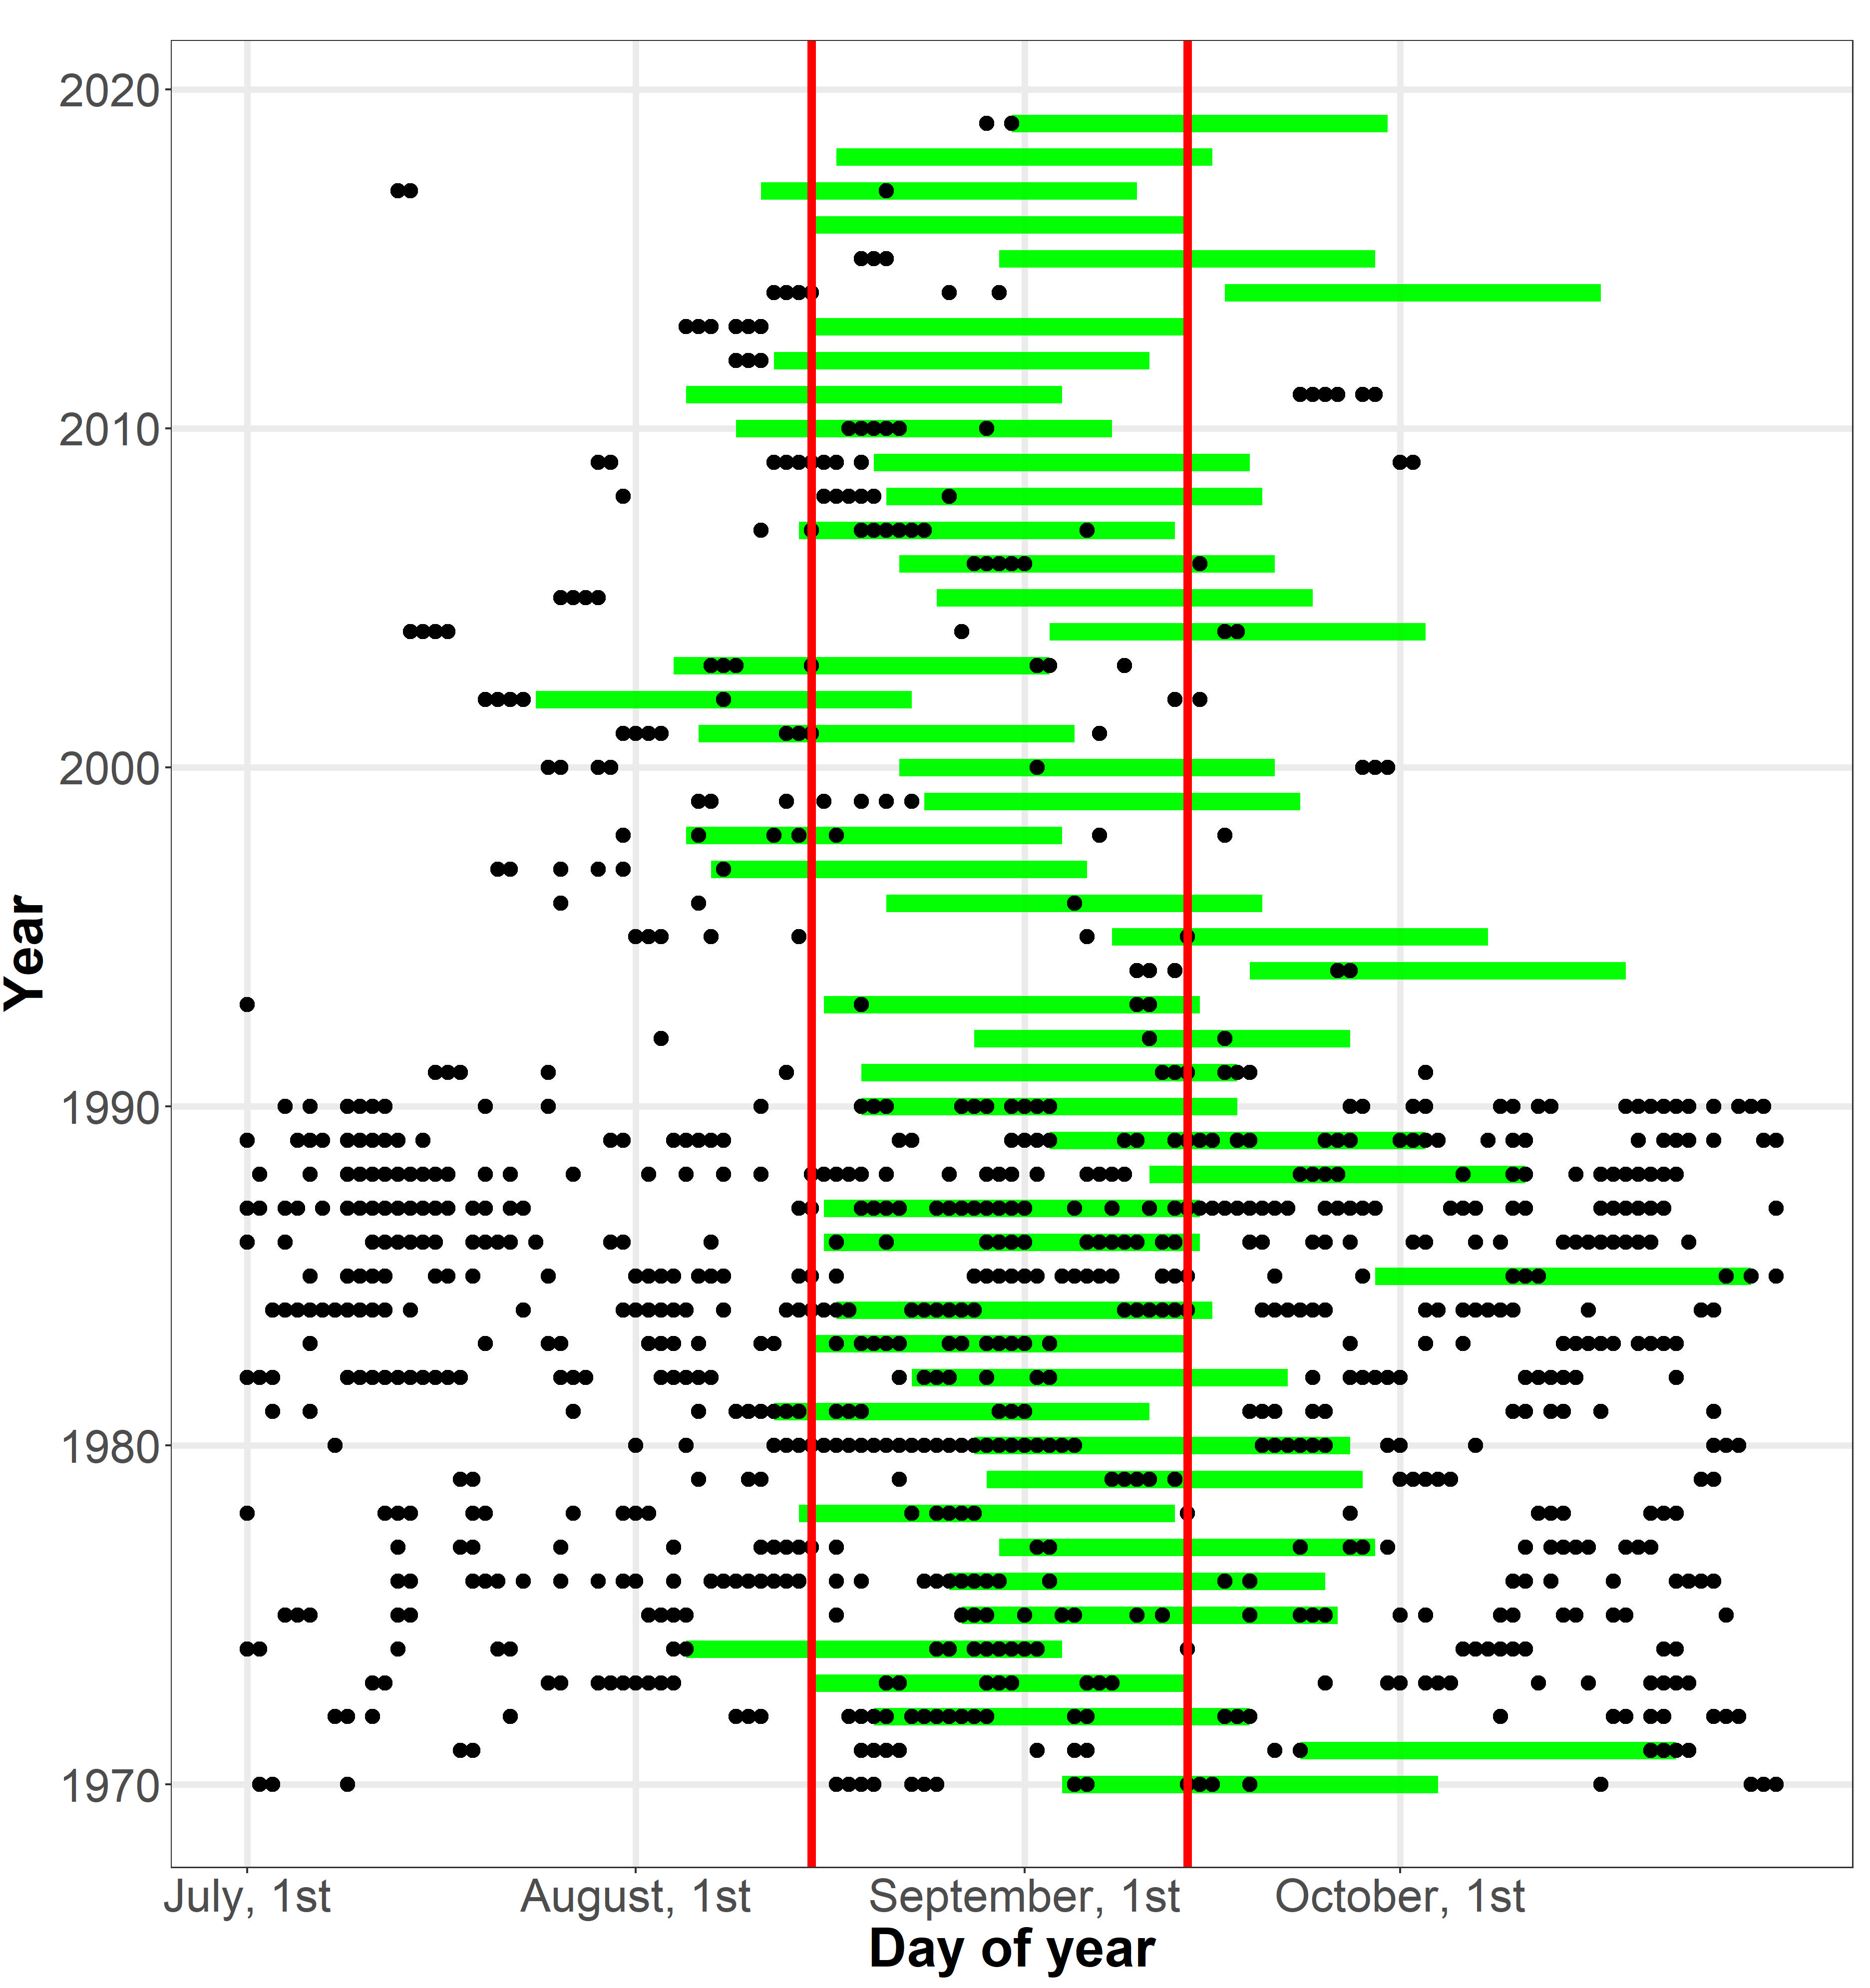 2020
2010
2000
1990
1980
1970
Year
July, 1st August, 1st September, 1st October, 1st
Day of year